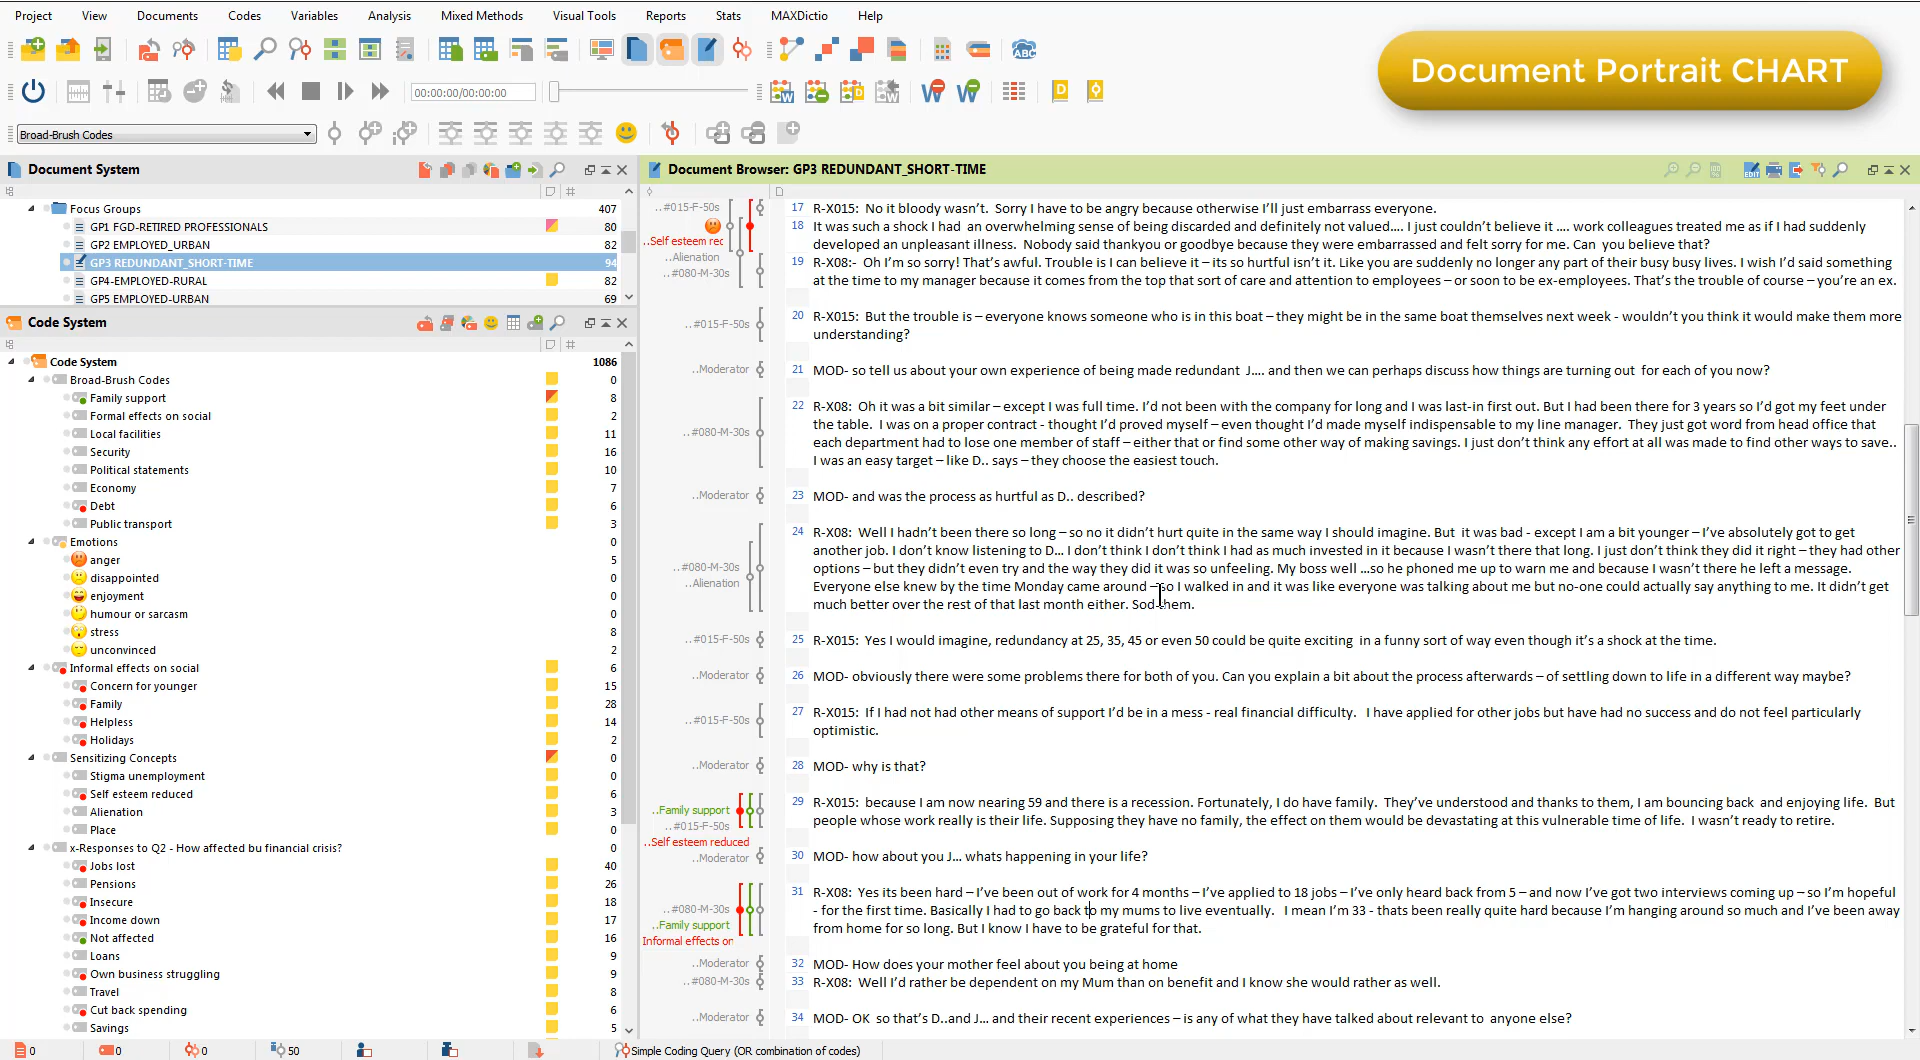 Project View Documents Codes Variables Analysis Mixed Methods Visual Tools Reports Stats MAXDictio Help
Document Portrait CHART
00:00:00/00:00:00
Broad-Brush Codes
Document System
Focus Groups 407
GP1 FGD-RETIRED PROFESSIONALS 80
GP2 EMPLOYED_URBAN 82
GP3 REDUNDANT_SHORT-TIME 94
GP4-EMPLOYED-RURAL 82
GP5 EMPLOYED-URBAN 69
Code System
Code System 1086
Broad-Brush Codes 0
Family support 8
Formal effects on social 2
Local facilities 11
Security 16
Political statements 10
Economy 7
Debt 6
Public transport 3
Emotions 0
anger 5
disappointed 0
enjoyment 0
humour or sarcasm 0
stress 8
unconvinced 2
Informal effects on social 6
Concern for younger 15
Family 28
Helpless 14
Holidays 2
Sensitizing Concepts 0
Stigma unemployment 0
Self esteem reduced 6
Alienation 3
Place 0
x-Responses to Q2 - How affected bu financial crisis? 0
Jobs lost 40
Pensions 26
Insecure 18
Income down 17
Not affected 16
Loans 9
Own business struggling 9
Travel 8
Cut back spending 6
Savings 5
Document Browser: GP3 REDUNDANT_SHORT-TIME
..#015-F-50s
..Self esteem rec
..Alienation
..#080-M-30s
..#015-F-50s
..Moderator
..#080-M-30s
..Moderator
..#080-M-30s
..Alienation
..#015-F-50s
..Moderator
..#015-F-50s
..Moderator
..Family support
..#015-F-50s
..Self esteem reduced
..Moderator
..#080-M-30s
..Family support
Informal effects on
..Moderator
..#080-M-30s
..Moderator
17 R-X015: No it bloody wasn't. Sorry I have to be angry because otherwise I'll just embarrass everyone.
18 It was such a shock I had an overwhelming sense of being discarded and definitely not valued.... I just couldn't believe it .... work colleagues treated me as if I had suddenly
developed an unpleasant illness. Nobody said thankyou or goodbye because they were embarrassed and felt sorry for me. Can you believe that?
19 R-X08:- Oh I'm so sorry! That's awful. Trouble is I can believe it – its so hurtful isn't it. Like you are suddenly no longer any part of their busy busy lives. I wish I'd said something
at the time to my manager because it comes from the top that sort of care and attention to employees – or soon to be ex-employees. That's the trouble of course – you're an ex.
20 R-X015: But the trouble is – everyone knows someone who is in this boat – they might be in the same boat themselves next week - wouldn't you think it would make them more
understanding?
21 MOD- so tell us about your own experience of being made redundant J.... and then we can perhaps discuss how things are turning out for each of you now?
22 R-X08: Oh it was a bit similar – except I was full time. I'd not been with the company for long and I was last-in first out. But I had been there for 3 years so I'd got my feet under
the table. I was on a proper contract - thought I'd proved myself – even thought I'd made myself indispensable to my line manager. They just got word from head office that
each department had to lose one member of staff – either that or find some other way of making savings. I just don't think any effort at all was made to find other ways to save..
I was an easy target – like D.. says – they choose the easiest touch.
23 MOD- and was the process as hurtful as D.. described?
24 R-X08: Well I hadn't been there so long – so no it didn't hurt quite in the same way I should imagine. But it was bad - except I am a bit younger – I've absolutely got to get
another job. I don't know listening to D... I don't think I don't think I had as much invested in it because I wasn't there that long. I just don't think they did it right – they had other
options – but they didn't even try and the way they did it was so unfeeling. My boss well ...so he phoned me up to warn me and because I wasn't there he left a message.
Everyone else knew by the time Monday came around – so I walked in and it was like everyone was talking about me but no-one could actually say anything to me. It didn't get
much better over the rest of that last month either. Sod them.
25 R-X015: Yes I would imagine, redundancy at 25, 35, 45 or even 50 could be quite exciting in a funny sort of way even though it's a shock at the time.
26 MOD- obviously there were some problems there for both of you. Can you explain a bit about the process afterwards – of settling down to life in a different way maybe?
27 R-X015: If I had not had other means of support I'd be in a mess - real financial difficulty. I have applied for other jobs but have had no success and do not feel particularly
optimistic.
28 MOD- why is that?
29 R-X015: because I am now nearing 59 and there is a recession. Fortunately, I do have family. They've understood and thanks to them, I am bouncing back and enjoying life. But
people whose work really is their life. Supposing they have no family, the effect on them would be devastating at this vulnerable time of life. I wasn't ready to retire.
30 MOD- how about you J... whats happening in your life?
31 R-X08: Yes its been hard – I've been out of work for 4 months – I've applied to 18 jobs – I've only heard back from 5 – and now I've got two interviews coming up – so I'm hopeful
- for the first time. Basically I had to go back to my mums to live eventually. I mean I'm 33 - thats been really quite hard because I'm hanging around so much and I've been away
from home for so long. But I know I have to be grateful for that.
32 MOD- How does your mother feel about you being at home
33 R-X08: Well I'd rather be dependent on my Mum than on benefit and I know she would rather as well.
34 MOD- OK so that's D..and J... and their recent experiences – is any of what they have talked about relevant to anyone else?
0 0 0 50 Simple Coding Query (OR combination of codes)